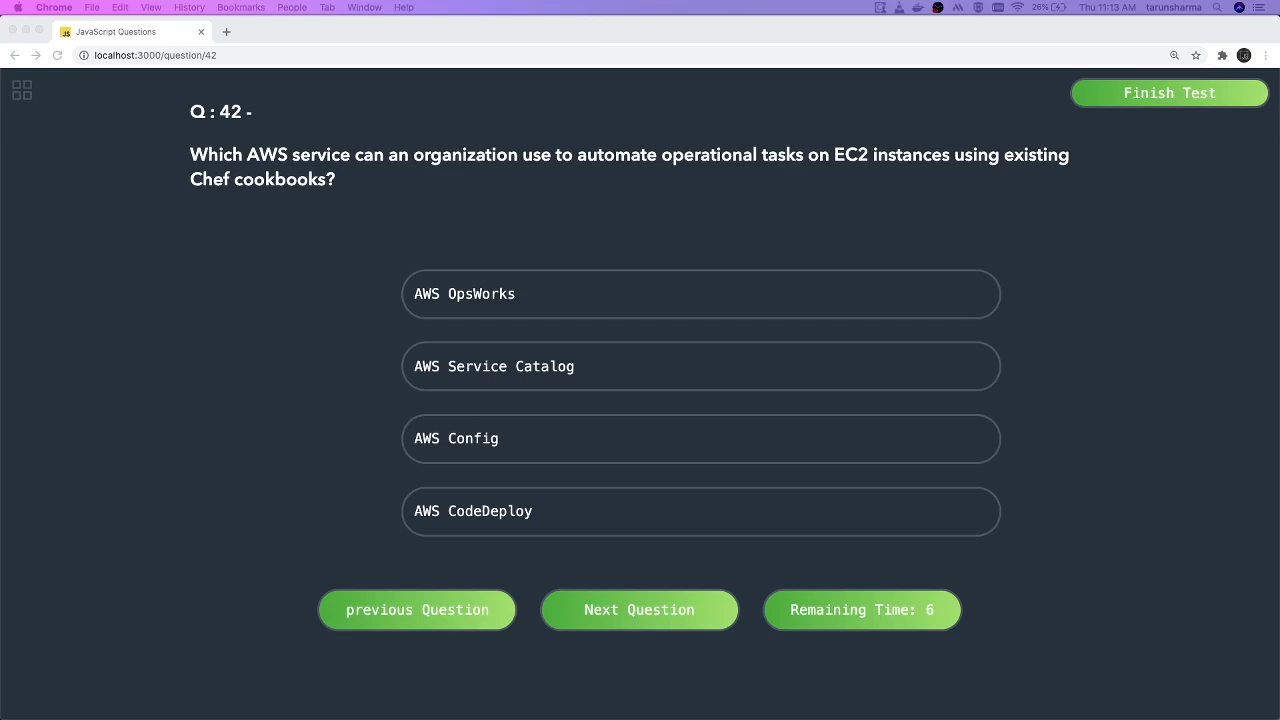 Chrome File Edit View History Bookmarks People Tab Window Help 26% Thu 11:13 AM tarunsharma
JS JavaScript Questions
localhost:3000/question/42
Finish Test
Q : 42 -
Which AWS service can an organization use to automate operational tasks on EC2 instances using existing
Chef cookbooks?
AWS OpsWorks
AWS Service Catalog
AWS Config
AWS CodeDeploy
previous Question Next Question Remaining Time: 6